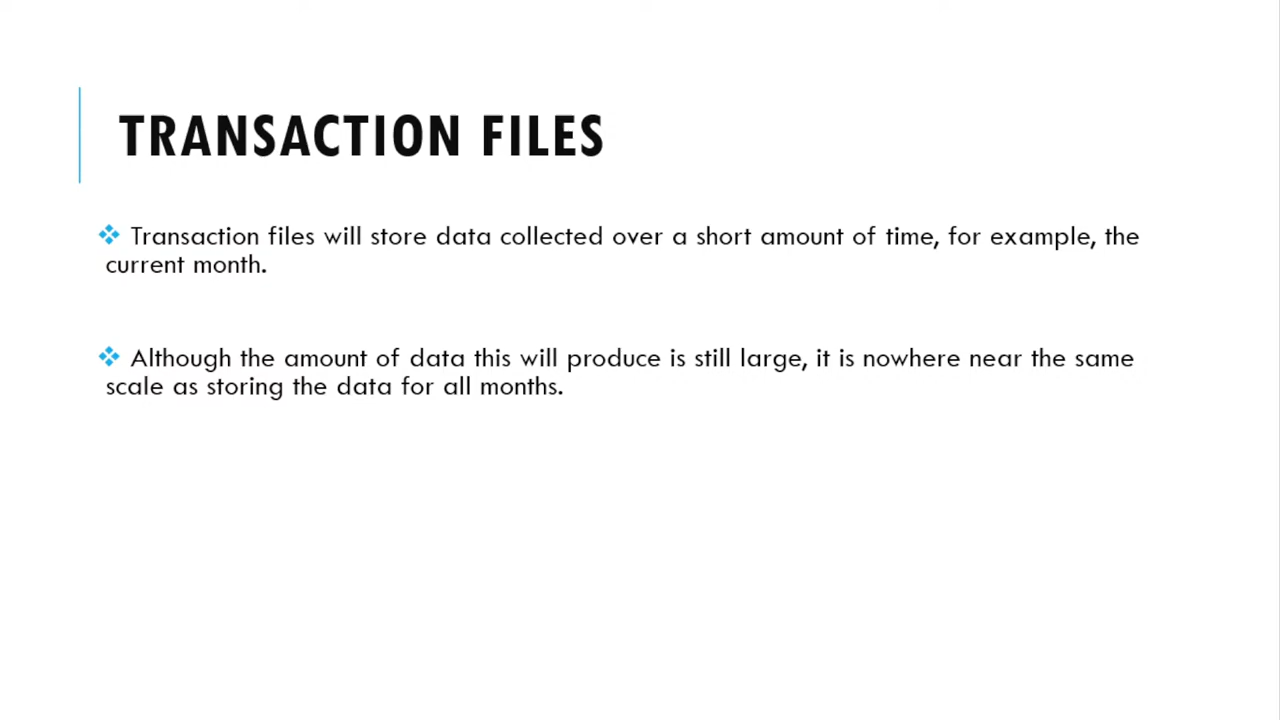 TRANSACTION FILES
❖ Transaction files will store data collected over a short amount of time, for example, the
current month.
❖ Although the amount of data this will produce is still large, it is nowhere near the same
scale as storing the data for all months.